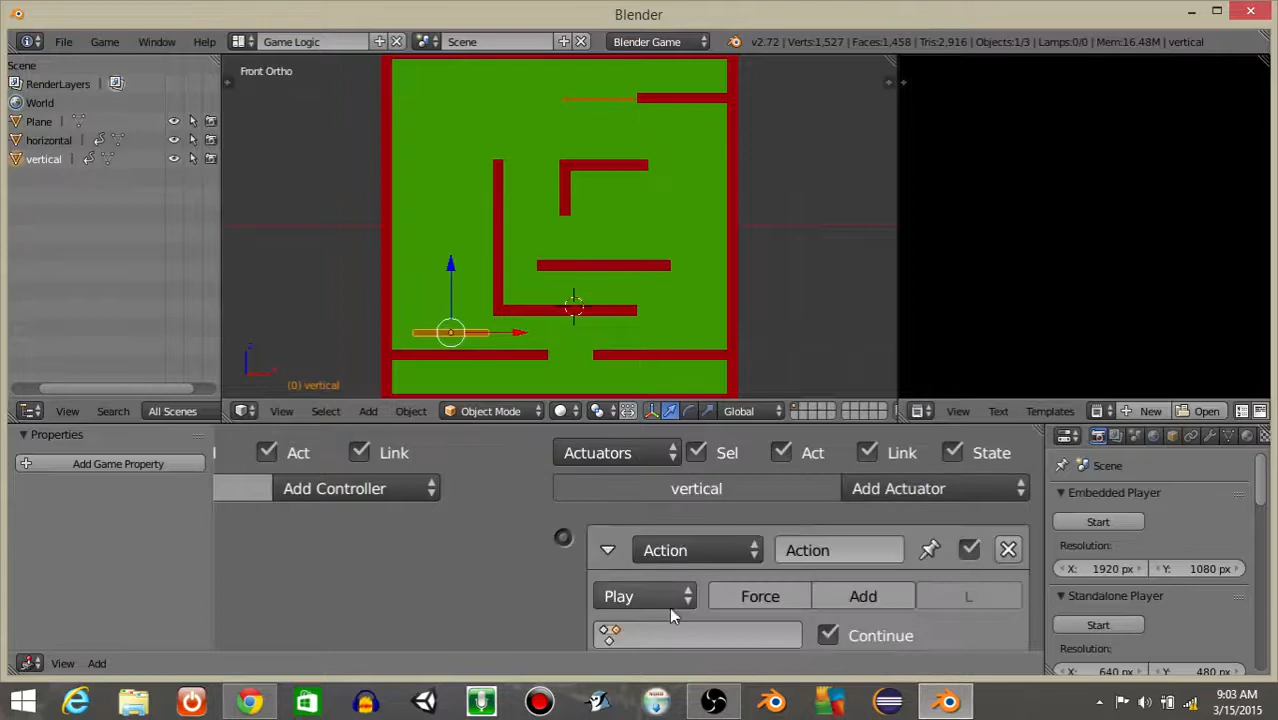 Blender
File Game Window Help Game Logic Scene Blender Game v2.72 | Verts:1,527 | Faces:1,458 | Tris:2,916 | Objects:1/3 | Lamps:0/0 | Mem:16.48M | vertical
Scene
RenderLayers
World
Plane
horizontal
vertical
Front Ortho
(0) vertical
View Search All Scenes
View Select Add Object Object Mode Global
View Text Templates New Open
Properties
Add Game Property
Act Link
Add Controller
Actuators Sel Act Link State
vertical Add Actuator
Action Action
Play Force Add L
Continue
Scene
Embedded Player
Start
Resolution:
X: 1920 px Y: 1080 px
Standalone Player
Start
Resolution:
X: 640 px Y: 480 px
View Add
9:03 AM
3/15/2015